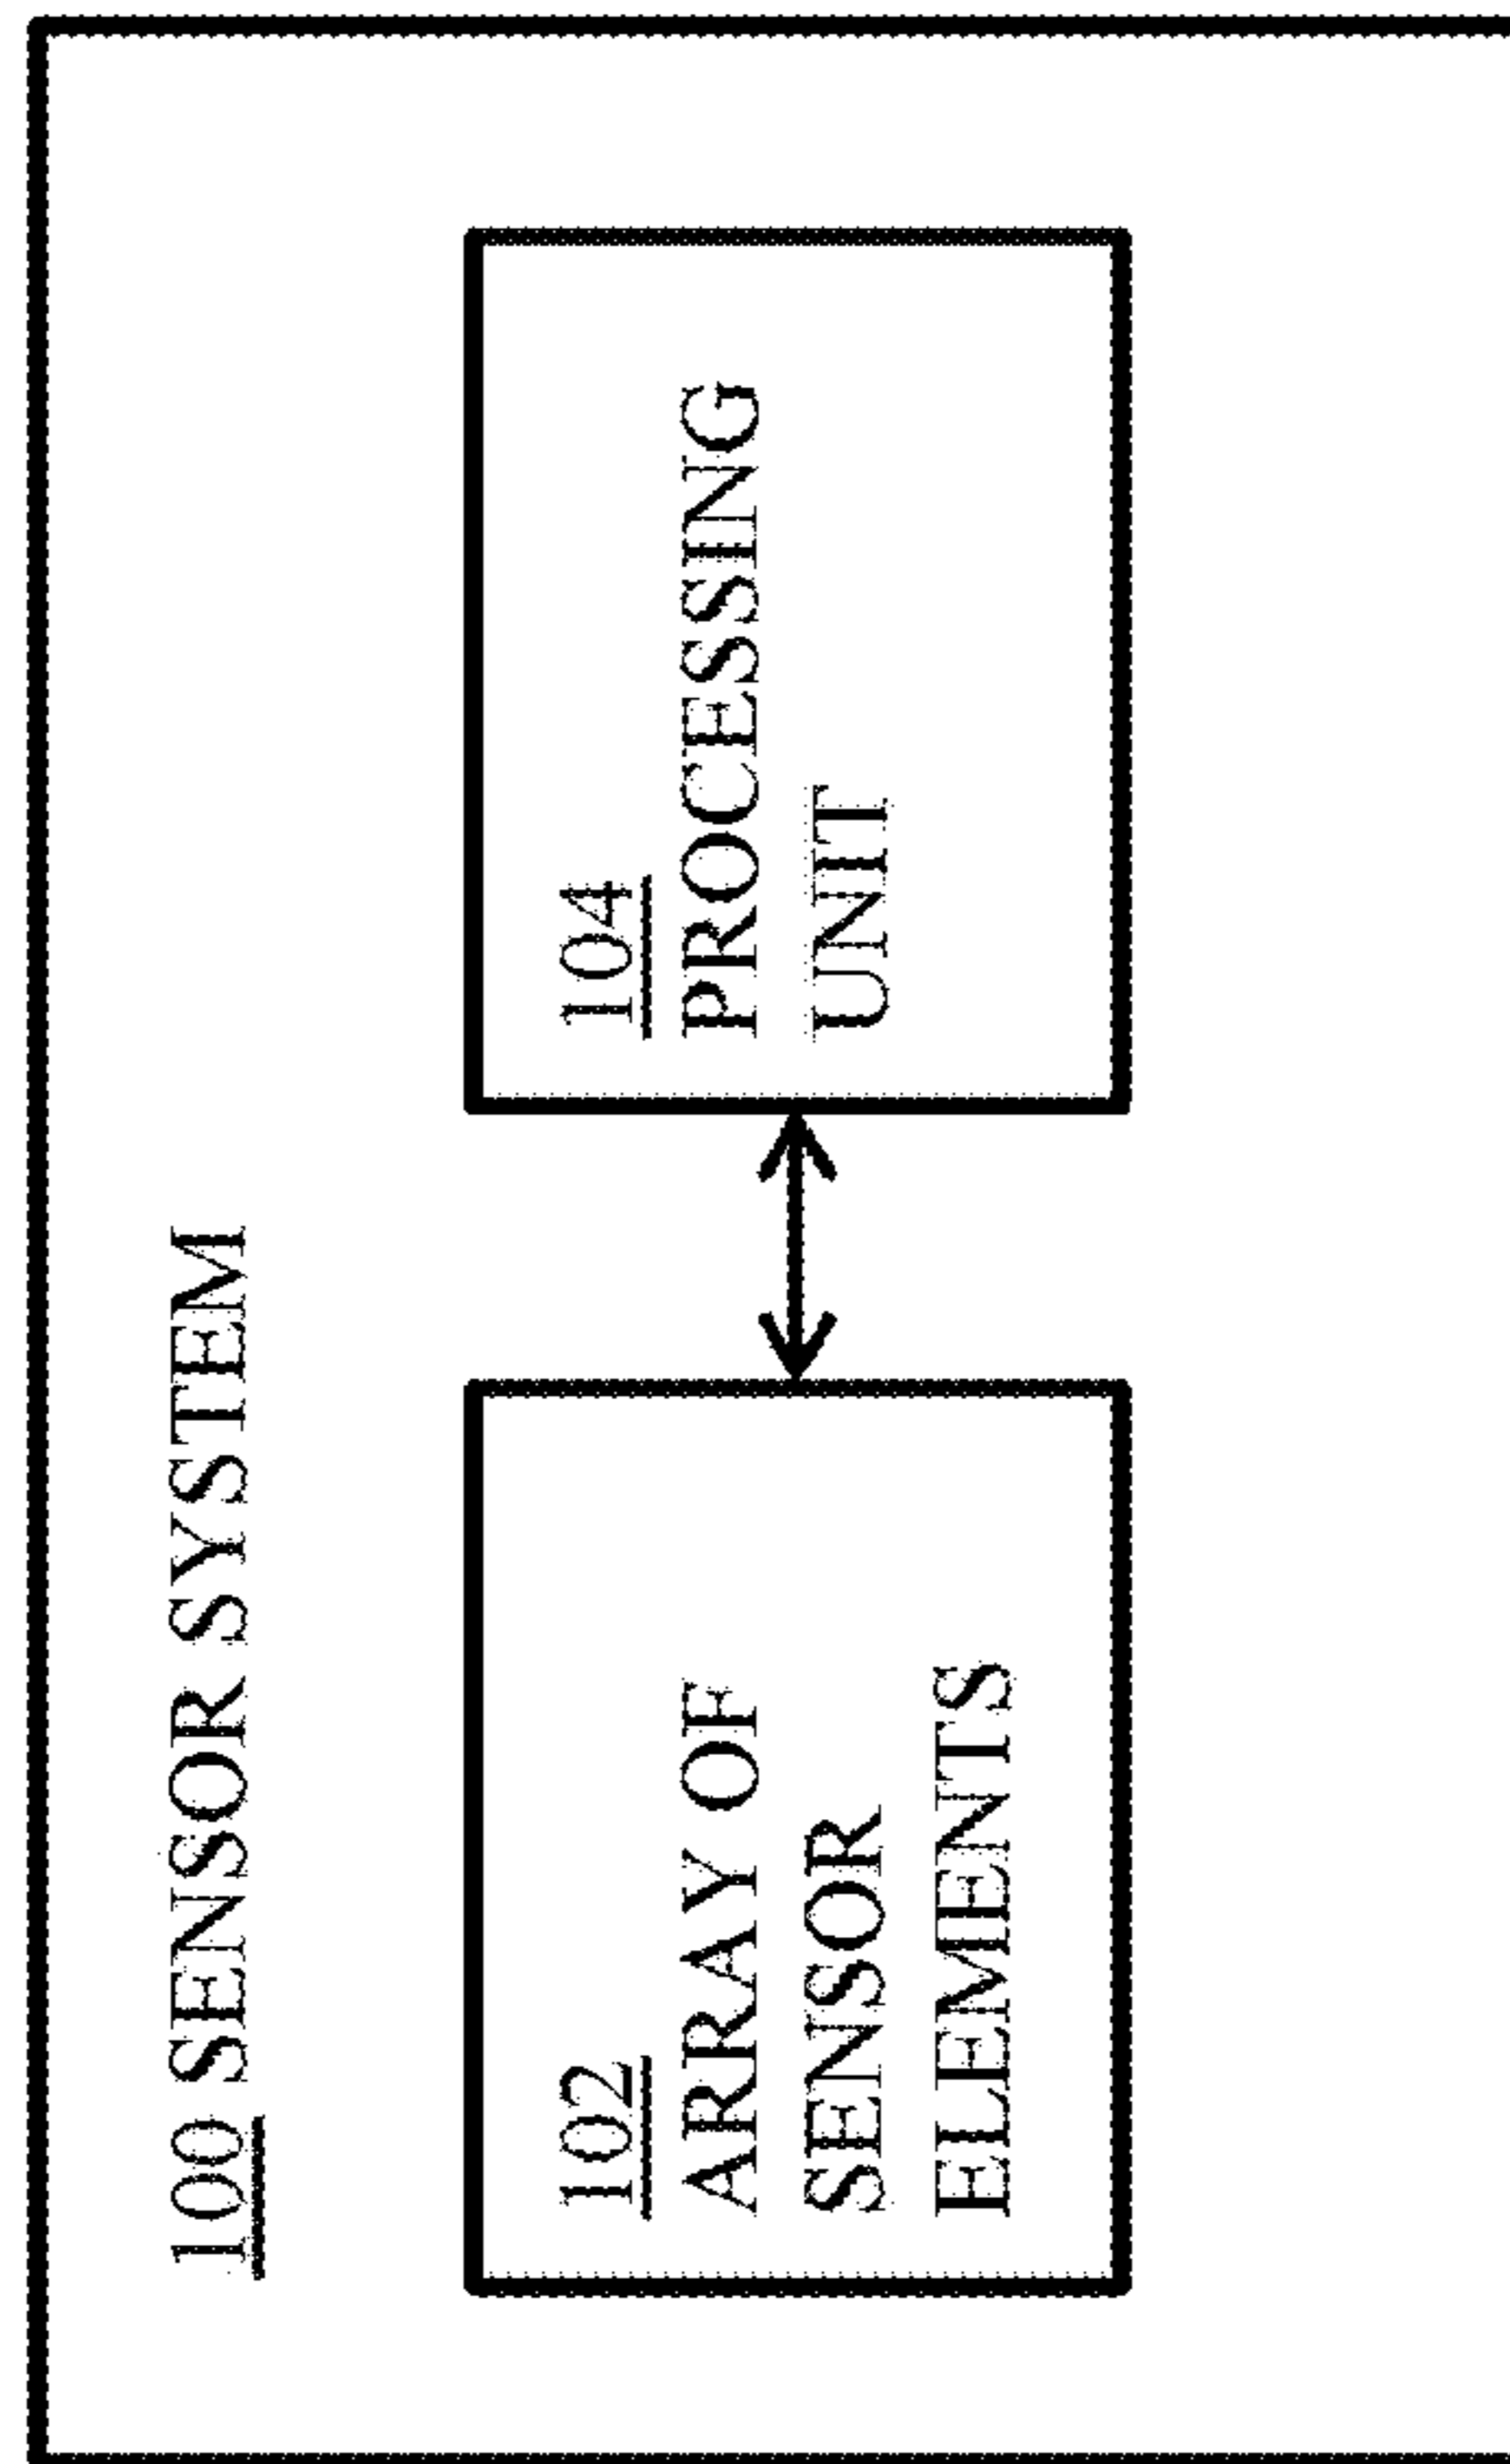 100 SENSOR SYSTEM
102
ARRAY OF
SENSOR
ELEMENTS
104
PROCESSING
UNIT